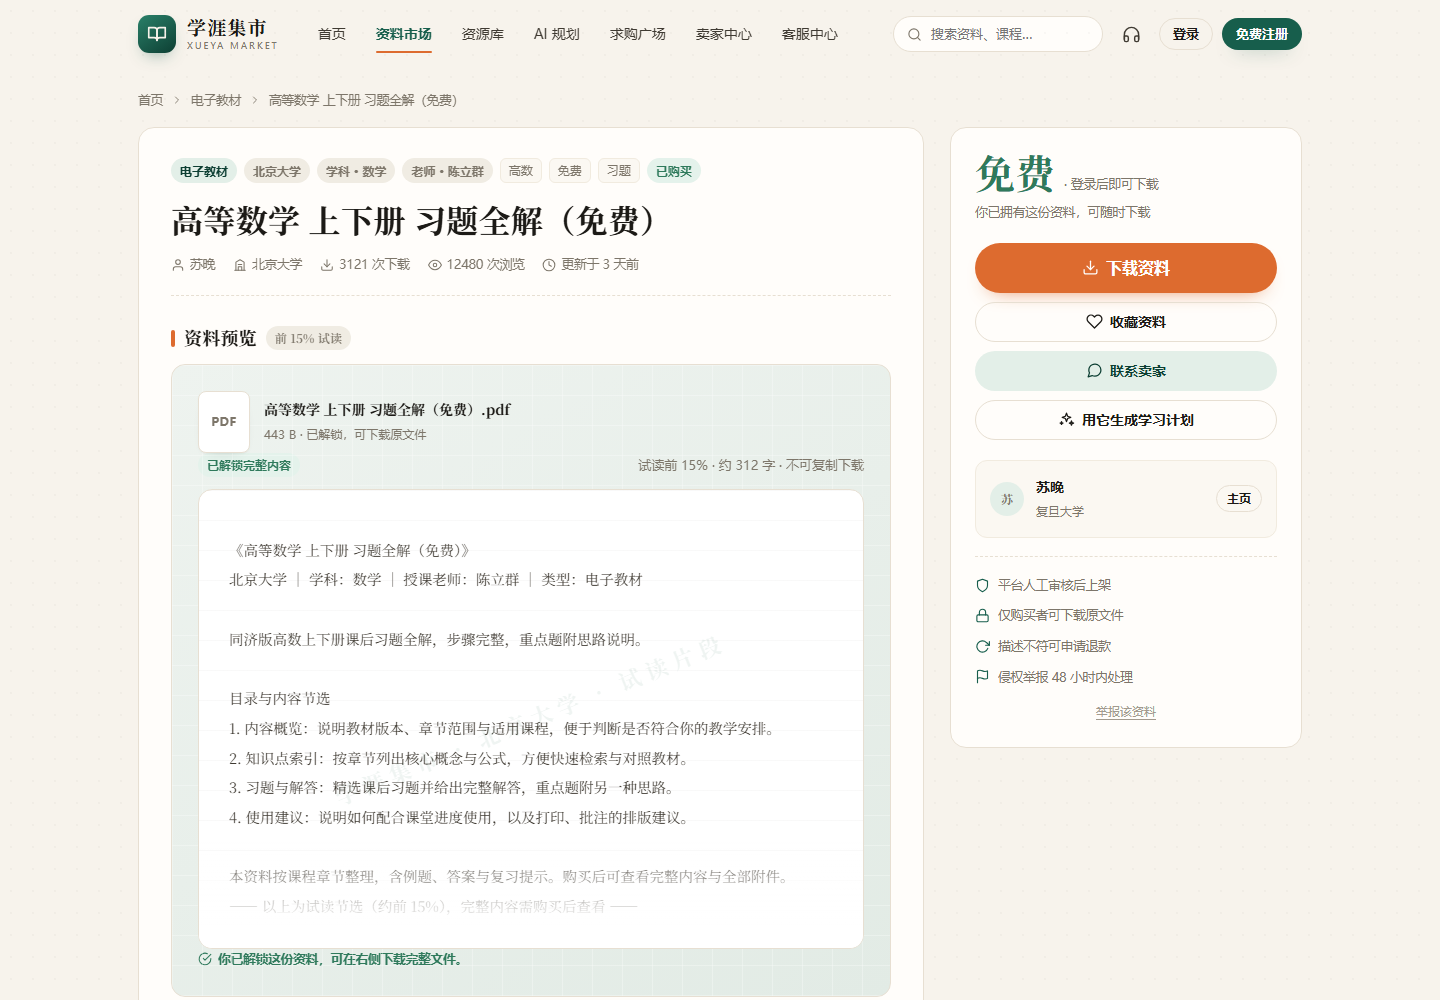 学涯集市
XUEYA MARKET
首页 资料市场 资源库 AI 规划 求购广场 卖家中心 客服中心
搜索资料、课程...
登录
免费注册
首页 > 电子教材 > 高等数学 上下册 习题全解（免费）
电子教材 北京大学 学科 · 数学 老师 · 陈立群 高数 免费 习题 已购买
高等数学 上下册 习题全解（免费）
苏晚 北京大学 3121 次下载 12480 次浏览 更新于 3 天前
资料预览 前 15% 试读
PDF
高等数学 上下册 习题全解（免费）.pdf
443 B · 已解锁，可下载原文件
已解锁完整内容
试读前 15% · 约 312 字 · 不可复制下载
《高等数学 上下册 习题全解（免费）》
北京大学 ｜ 学科：数学 ｜ 授课老师：陈立群 ｜ 类型：电子教材
同济版高数上下册课后习题全解，步骤完整，重点题附思路说明。
目录与内容节选
1. 内容概览：说明教材版本、章节范围与适用课程，便于判断是否符合你的教学安排。
2. 知识点索引：按章节列出核心概念与公式，方便快速检索与对照教材。
3. 习题与解答：精选课后习题并给出完整解答，重点题附另一种思路。
4. 使用建议：说明如何配合课堂进度使用，以及打印、批注的排版建议。
本资料按课程章节整理，含例题、答案与复习提示。购买后可查看完整内容与全部附件。
—— 以上为试读节选（约前 15%），完整内容需购买后查看 ——
北京大学 · 试读片段
你已解锁这份资料，可在右侧下载完整文件。
免费 · 登录后即可下载
你已拥有这份资料，可随时下载
下载资料
收藏资料
联系卖家
用它生成学习计划
苏
苏晚
复旦大学
主页
平台人工审核后上架
仅购买者可下载原文件
描述不符可申请退款
侵权举报 48 小时内处理
举报该资料